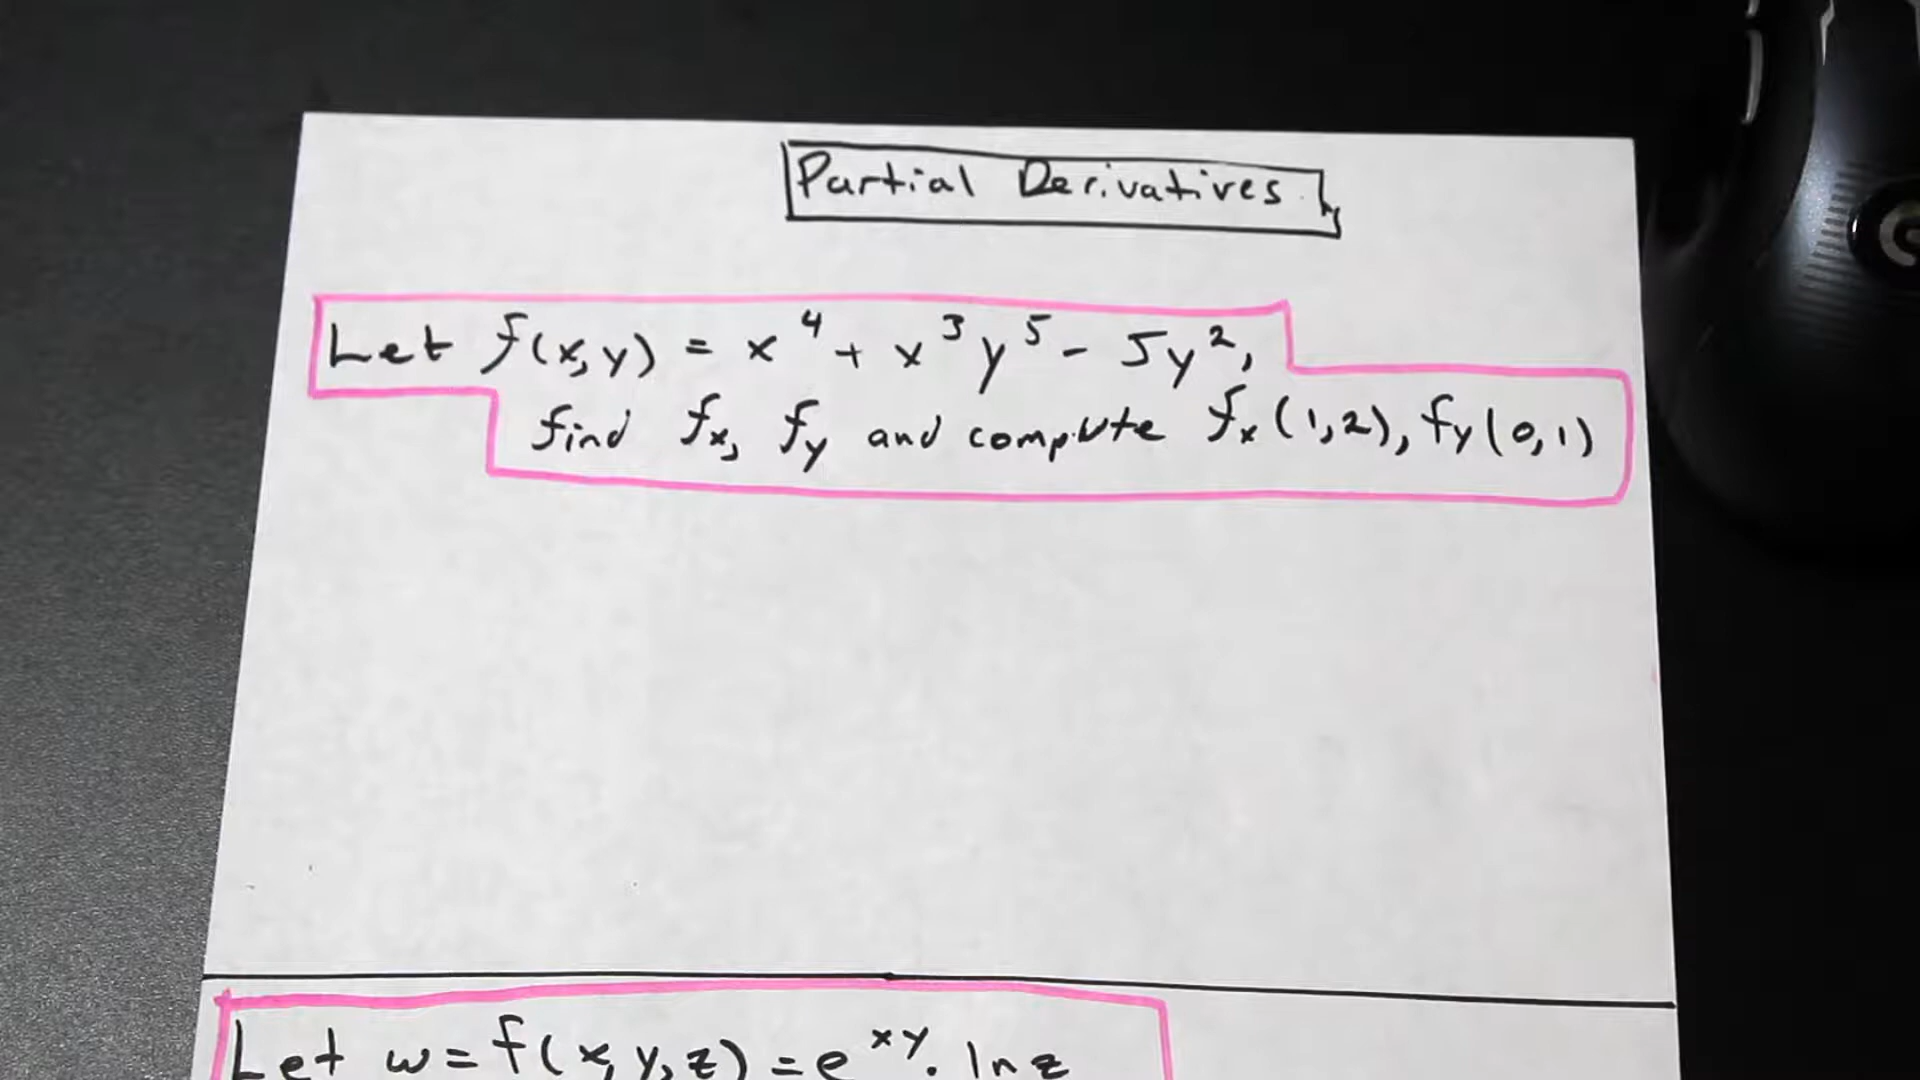 Partial Derivatives
Let f(x,y) = x⁴ + x³y⁵ - 5y²,
find fx, fy and compute fx(1,2), fy(0,1)
Let w = f(x,y,z) = e^xy · ln z